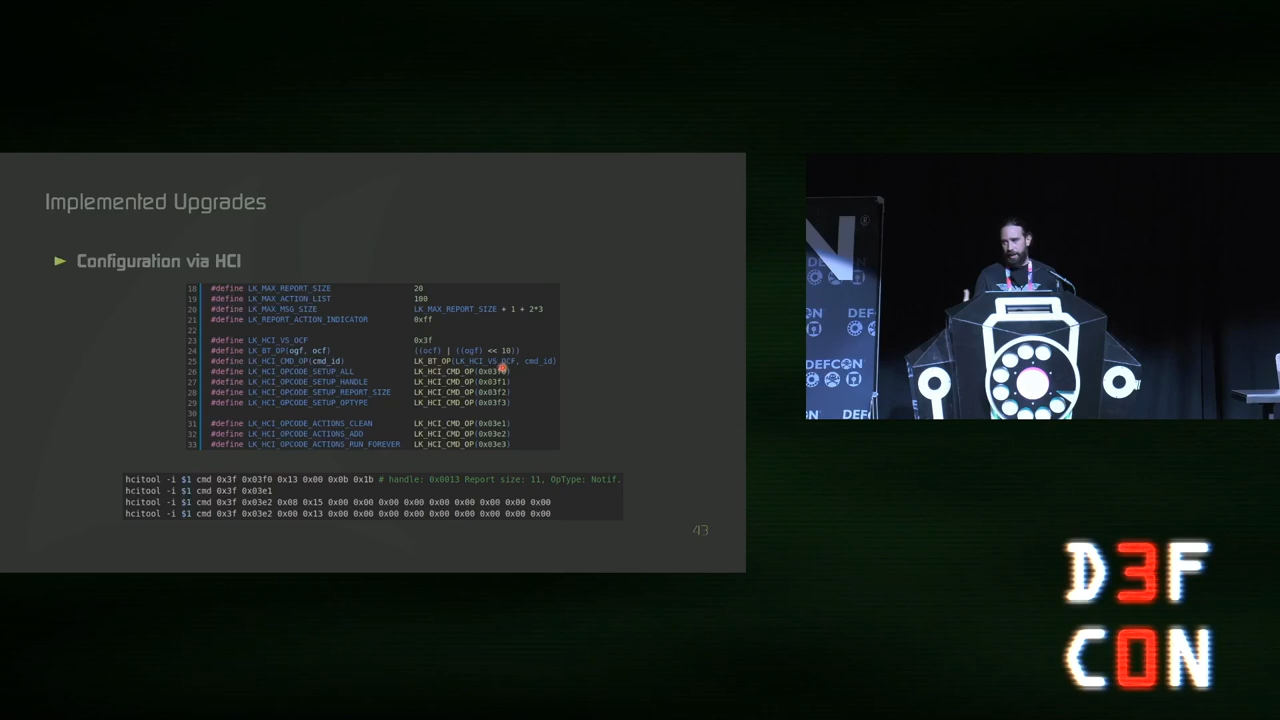 Implemented Upgrades
Configuration via HCI
18 #define LK_MAX_REPORT_SIZE 20
19 #define LK_MAX_ACTION_LIST 100
20 #define LK_MAX_MSG_SIZE LK_MAX_REPORT_SIZE + 1 + 2*3
21 #define LK_REPORT_ACTION_INDICATOR 0xff
22
23 #define LK_HCI_VS_OCF 0x3f
24 #define LK_BT_OP(ogf, ocf) ((ocf) | ((ogf) << 10))
25 #define LK_HCI_CMD_OP(cmd_id) LK_BT_OP(LK_HCI_VS_OCF, cmd_id)
26 #define LK_HCI_OPCODE_SETUP_ALL LK_HCI_CMD_OP(0x03f0)
27 #define LK_HCI_OPCODE_SETUP_HANDLE LK_HCI_CMD_OP(0x03f1)
28 #define LK_HCI_OPCODE_SETUP_REPORT_SIZE LK_HCI_CMD_OP(0x03f2)
29 #define LK_HCI_OPCODE_SETUP_OPTYPE LK_HCI_CMD_OP(0x03f3)
30
31 #define LK_HCI_OPCODE_ACTIONS_CLEAN LK_HCI_CMD_OP(0x03e1)
32 #define LK_HCI_OPCODE_ACTIONS_ADD LK_HCI_CMD_OP(0x03e2)
33 #define LK_HCI_OPCODE_ACTIONS_RUN_FOREVER LK_HCI_CMD_OP(0x03e3)
hcitool -i $1 cmd 0x3f 0x03f0 0x13 0x00 0x0b 0x1b # handle: 0x0013 Report size: 11, OpType: Notif.
hcitool -i $1 cmd 0x3f 0x03e1
hcitool -i $1 cmd 0x3f 0x03e2 0x08 0x15 0x00 0x00 0x00 0x00 0x00 0x00 0x00 0x00 0x00
hcitool -i $1 cmd 0x3f 0x03e2 0x00 0x13 0x00 0x00 0x00 0x00 0x00 0x00 0x00 0x00 0x00
43
N ®
DEF
DEFCON
DEF
D3F
C0N